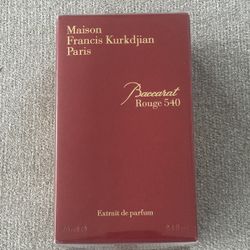 Maison
Francis Kurkdjian
Paris
Baccarat
Rouge 540
Extrait de parfum